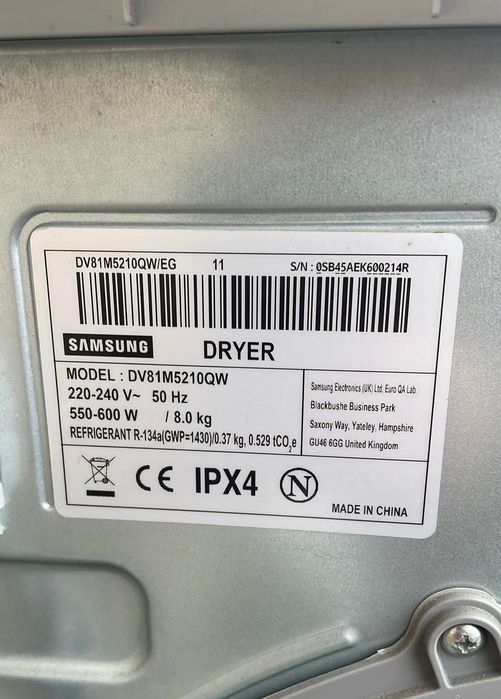 DV81M5210QW/EG 11 S/N : 0SB45AEK600214R
SAMSUNG DRYER
MODEL : DV81M5210QW
220-240 V~ 50 Hz
550-600 W / 8.0 kg
REFRIGERANT R-134a(GWP=1430)/0.37 kg, 0.529 tCO₂e
Samsung Electronics (UK) Ltd, Euro QA Lab.
Blackbushe Business Park
Saxony Way, Yateley, Hampshire
GU46 6GG United Kingdom
CE IPX4 N
MADE IN CHINA